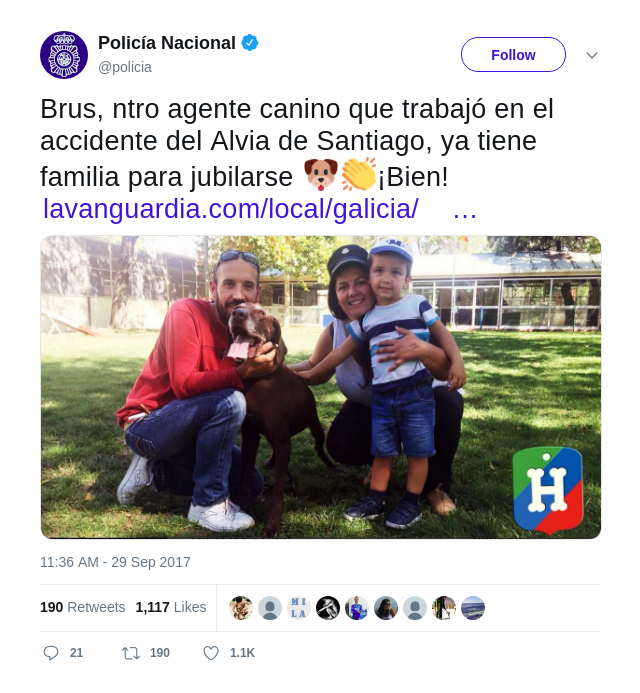 Policía Nacional
@policia
Follow
Brus, ntro agente canino que trabajó en el
accidente del Alvia de Santiago, ya tiene
familia para jubilarse 🐶👏¡Bien!
lavanguardia.com/local/galicia/ …
H
11:36 AM - 29 Sep 2017
190 Retweets 1,117 Likes
MI
LA
21 190 1.1K